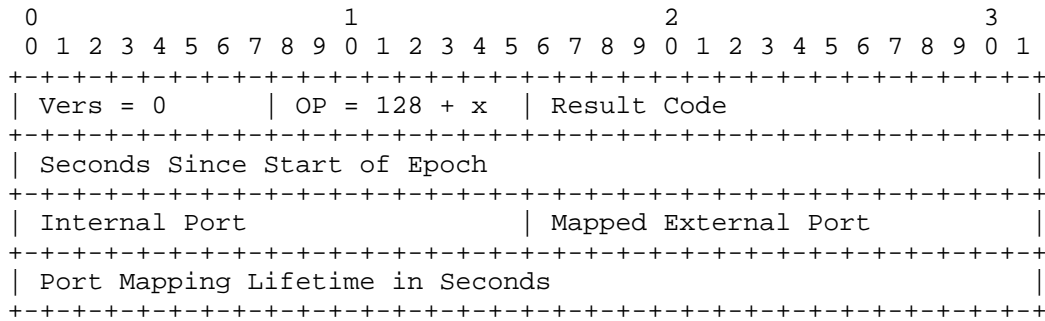 0                   1                   2                   3
 0 1 2 3 4 5 6 7 8 9 0 1 2 3 4 5 6 7 8 9 0 1 2 3 4 5 6 7 8 9 0 1
+-+-+-+-+-+-+-+-+-+-+-+-+-+-+-+-+-+-+-+-+-+-+-+-+-+-+-+-+-+-+-+-+
| Vers = 0      | OP = 128 + x  | Result Code                   |
+-+-+-+-+-+-+-+-+-+-+-+-+-+-+-+-+-+-+-+-+-+-+-+-+-+-+-+-+-+-+-+-+
| Seconds Since Start of Epoch                                  |
+-+-+-+-+-+-+-+-+-+-+-+-+-+-+-+-+-+-+-+-+-+-+-+-+-+-+-+-+-+-+-+-+
| Internal Port                 | Mapped External Port          |
+-+-+-+-+-+-+-+-+-+-+-+-+-+-+-+-+-+-+-+-+-+-+-+-+-+-+-+-+-+-+-+-+
| Port Mapping Lifetime in Seconds                              |
+-+-+-+-+-+-+-+-+-+-+-+-+-+-+-+-+-+-+-+-+-+-+-+-+-+-+-+-+-+-+-+-+